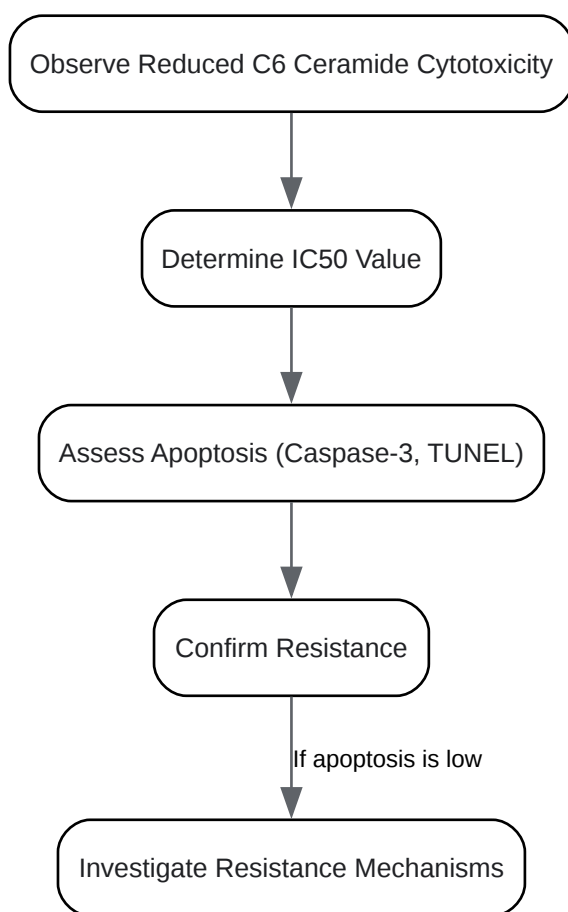 Observe Reduced C6 Ceramide Cytotoxicity
Determine IC50 Value
Assess Apoptosis (Caspase-3, TUNEL)
Confirm Resistance
If apoptosis is low
Investigate Resistance Mechanisms